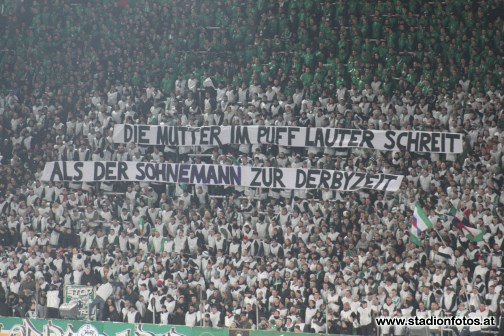 DIE MUTTER IM PUFF LAUTER SCHREIT
ALS DER SÖHNEMANN ZUR DERBYZEIT
www.stadionfotos.at